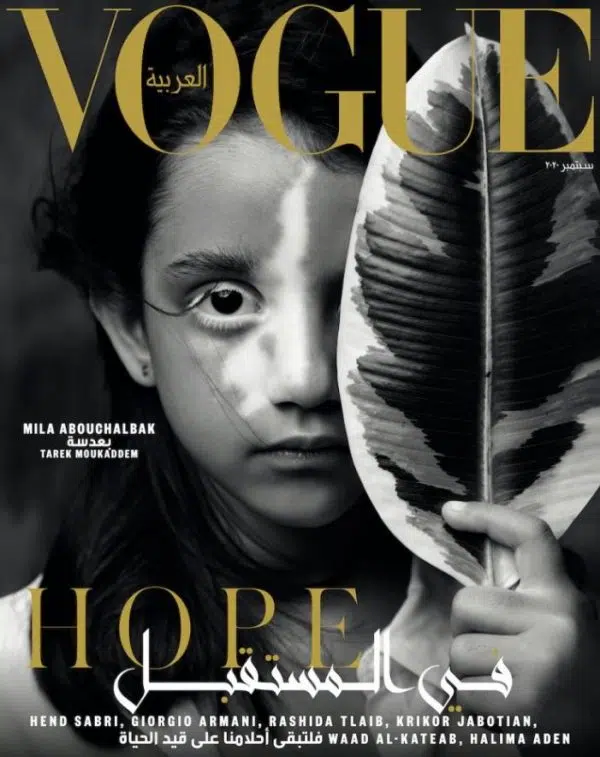 VOGUE
العربية
سبتمبر ٢٠٢٠
MILA ABOUCHALBAK
بعدسة
TAREK MOUKADDEM
HOPE
في المستقبل
HEND SABRI, GIORGIO ARMANI, RASHIDA TLAIB, KRIKOR JABOTIAN,
فلتبقى أحلامنا على قيد الحياة WAAD AL-KATEAB, HALIMA ADEN